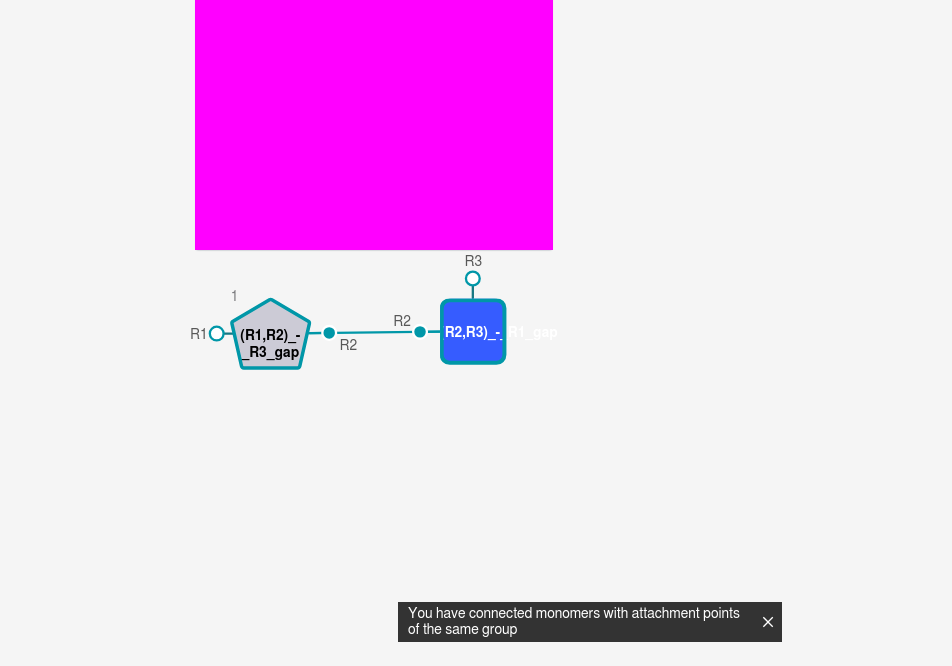 R3
1
R1
(R1,R2)_-
_R3_gap
R2
R2
R2,R3)_-_R1_gap
You have connected monomers with attachment points
of the same group